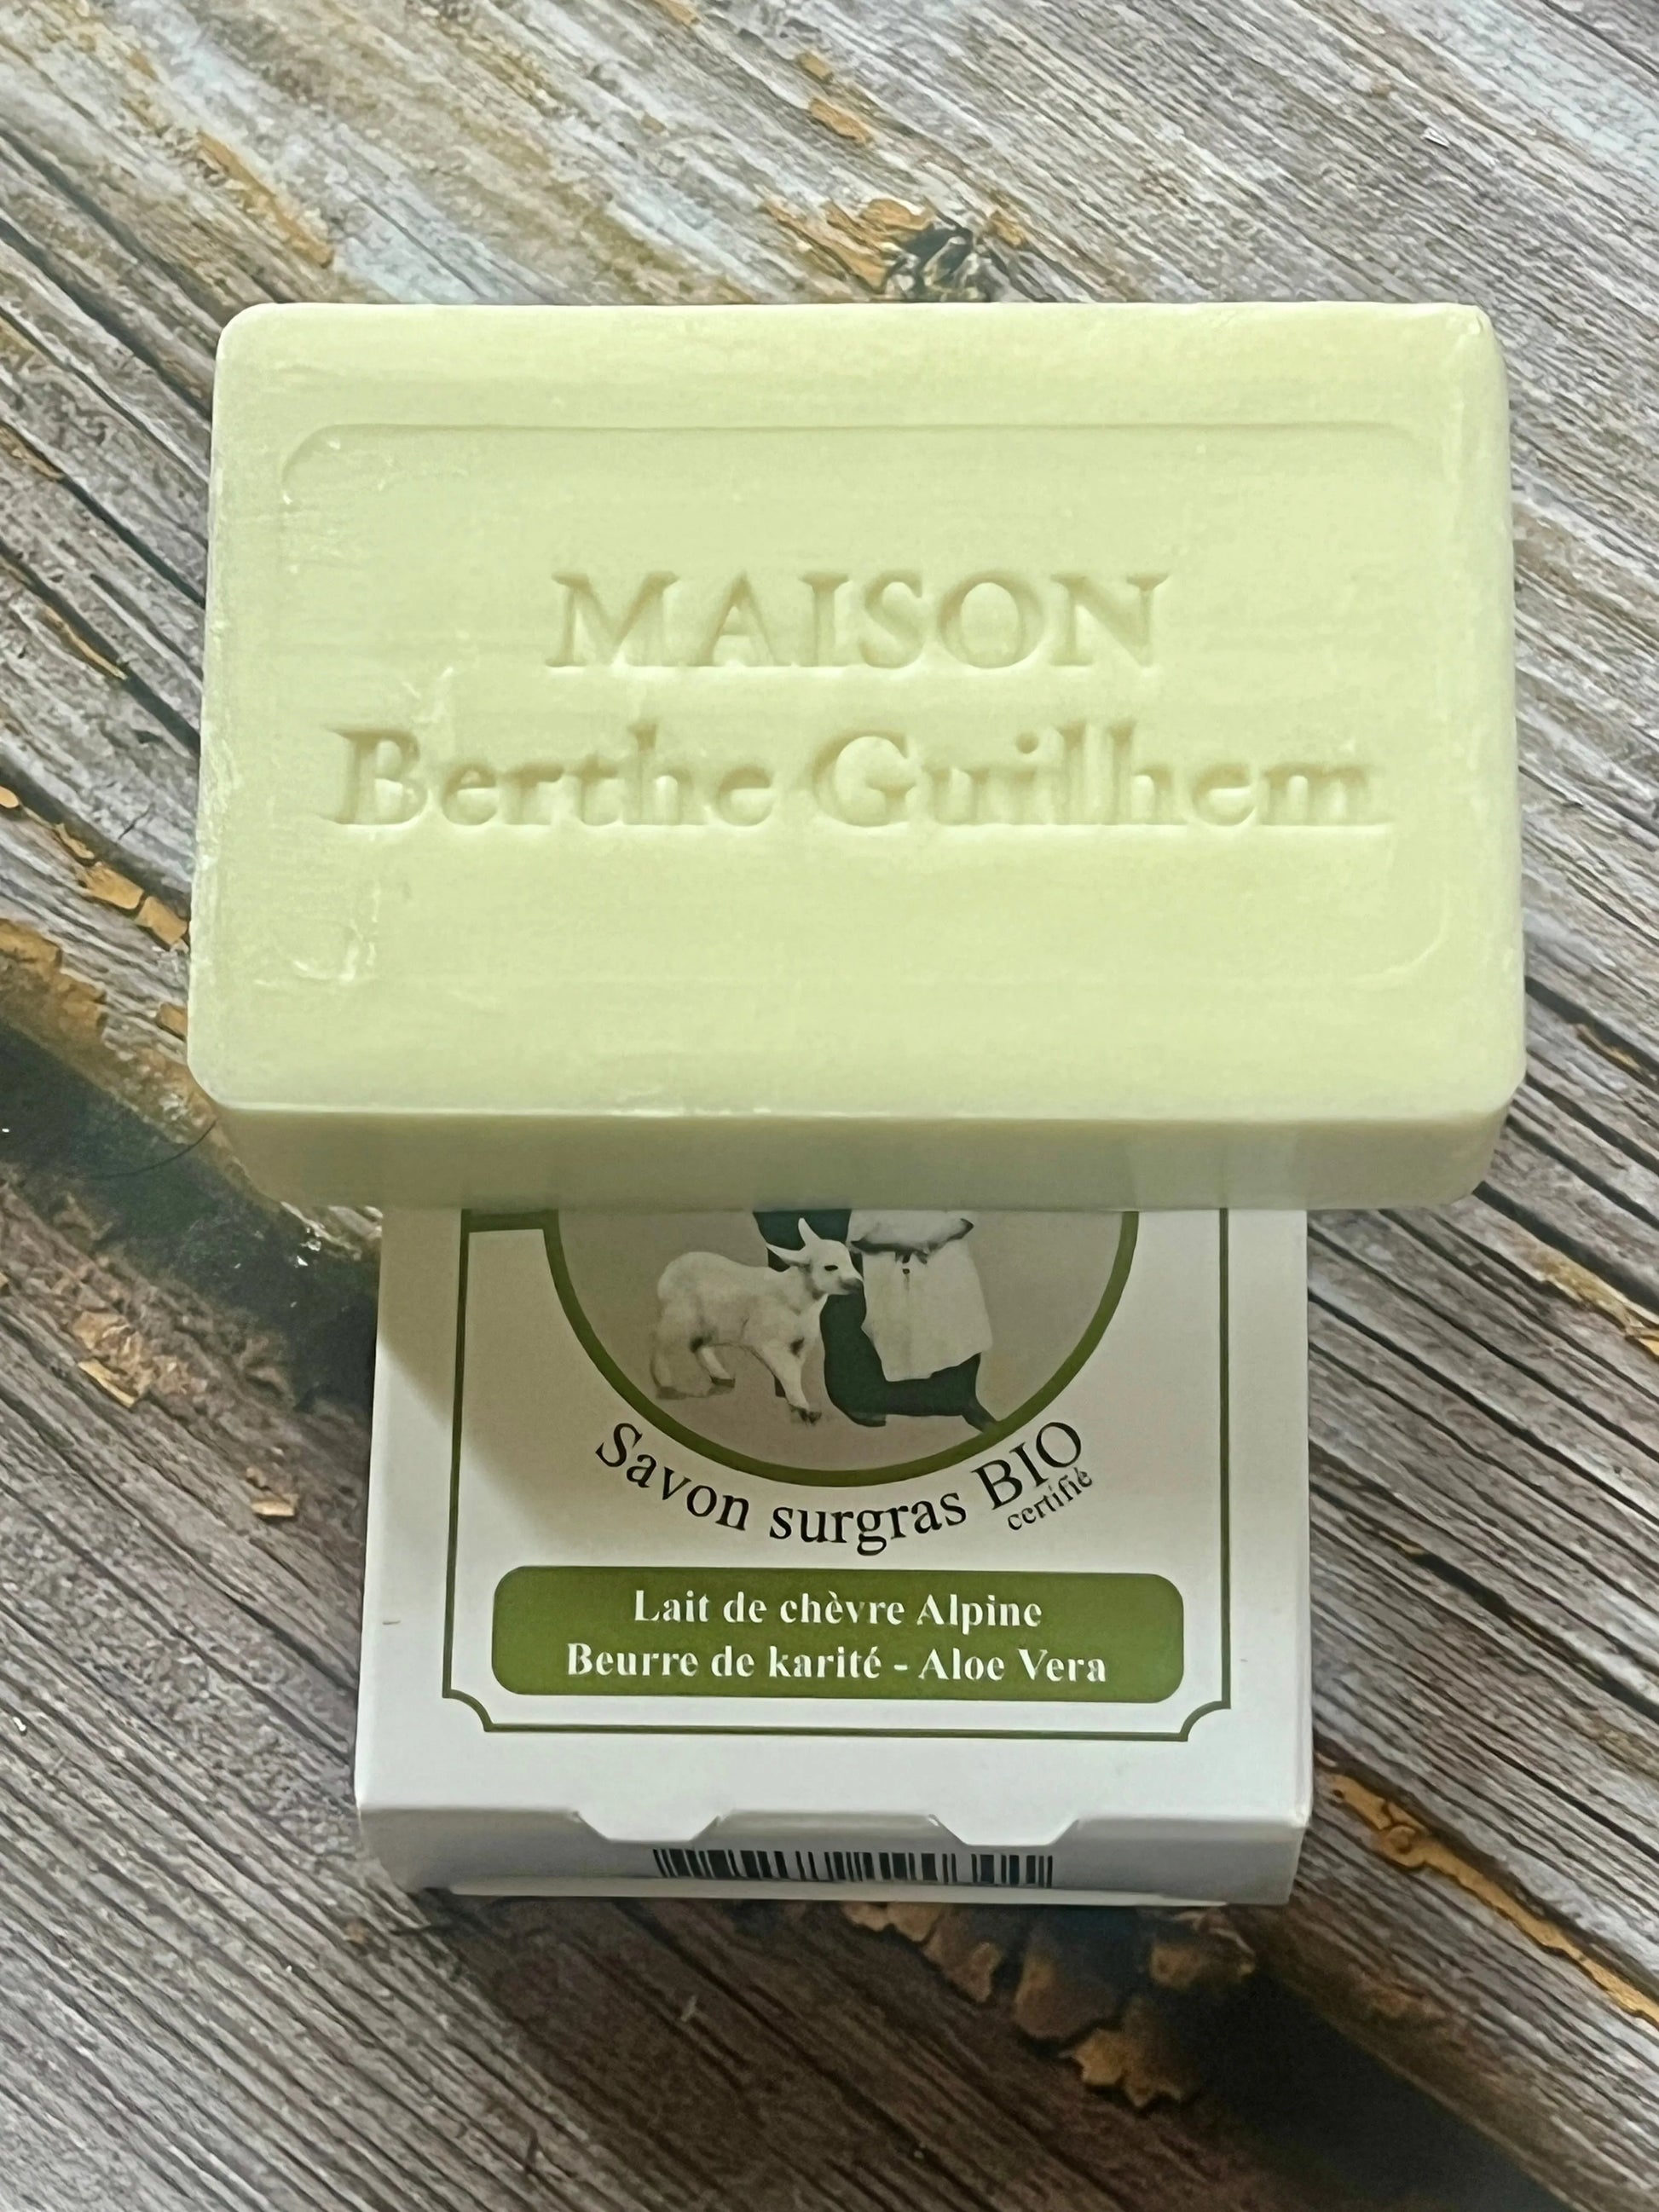 MAISON
Berthe Guilhem
Savon surgras BIO
certifié
Lait de chèvre Alpine
Beurre de karité - Aloe Vera